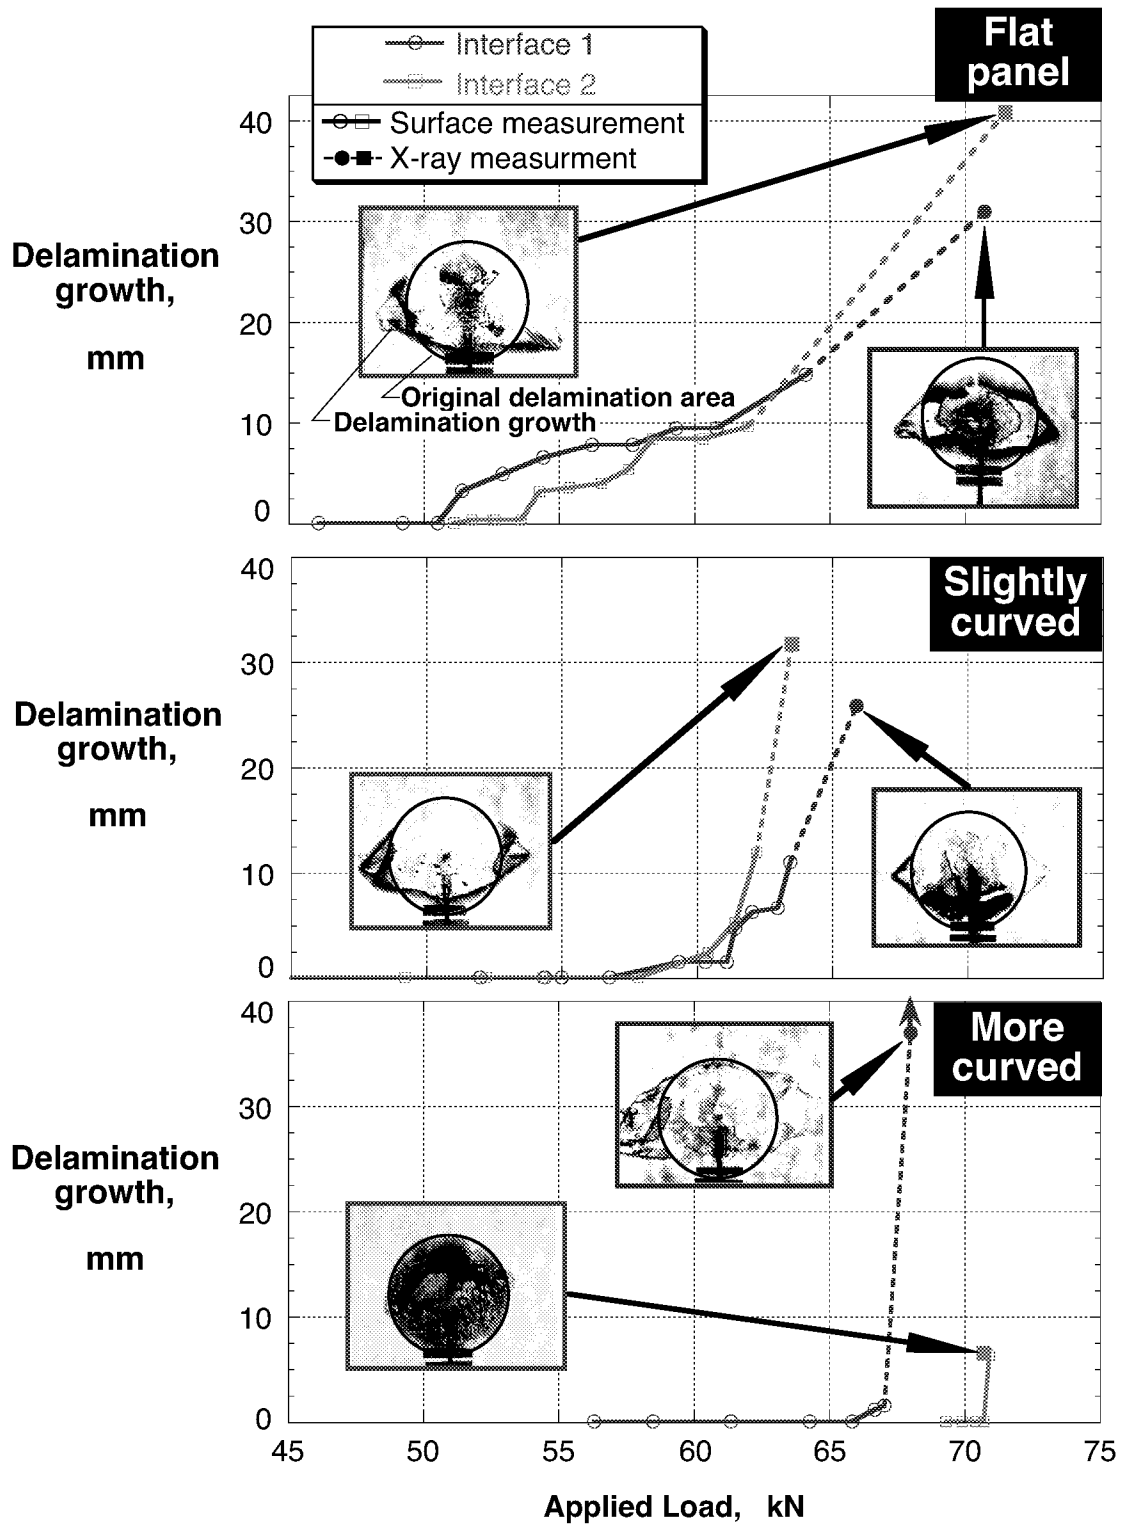 Flat
panel
Interface 1
Interface 2
Surface measurement
X-ray measurment
40
30
20
10
0
Delamination
growth,
mm
Original delamination area
Delamination growth
Slightly
curved
40
30
20
10
0
Delamination
growth,
mm
More
curved
40
30
20
10
0
Delamination
growth,
mm
45 50 55 60 65 70 75
Applied Load, kN